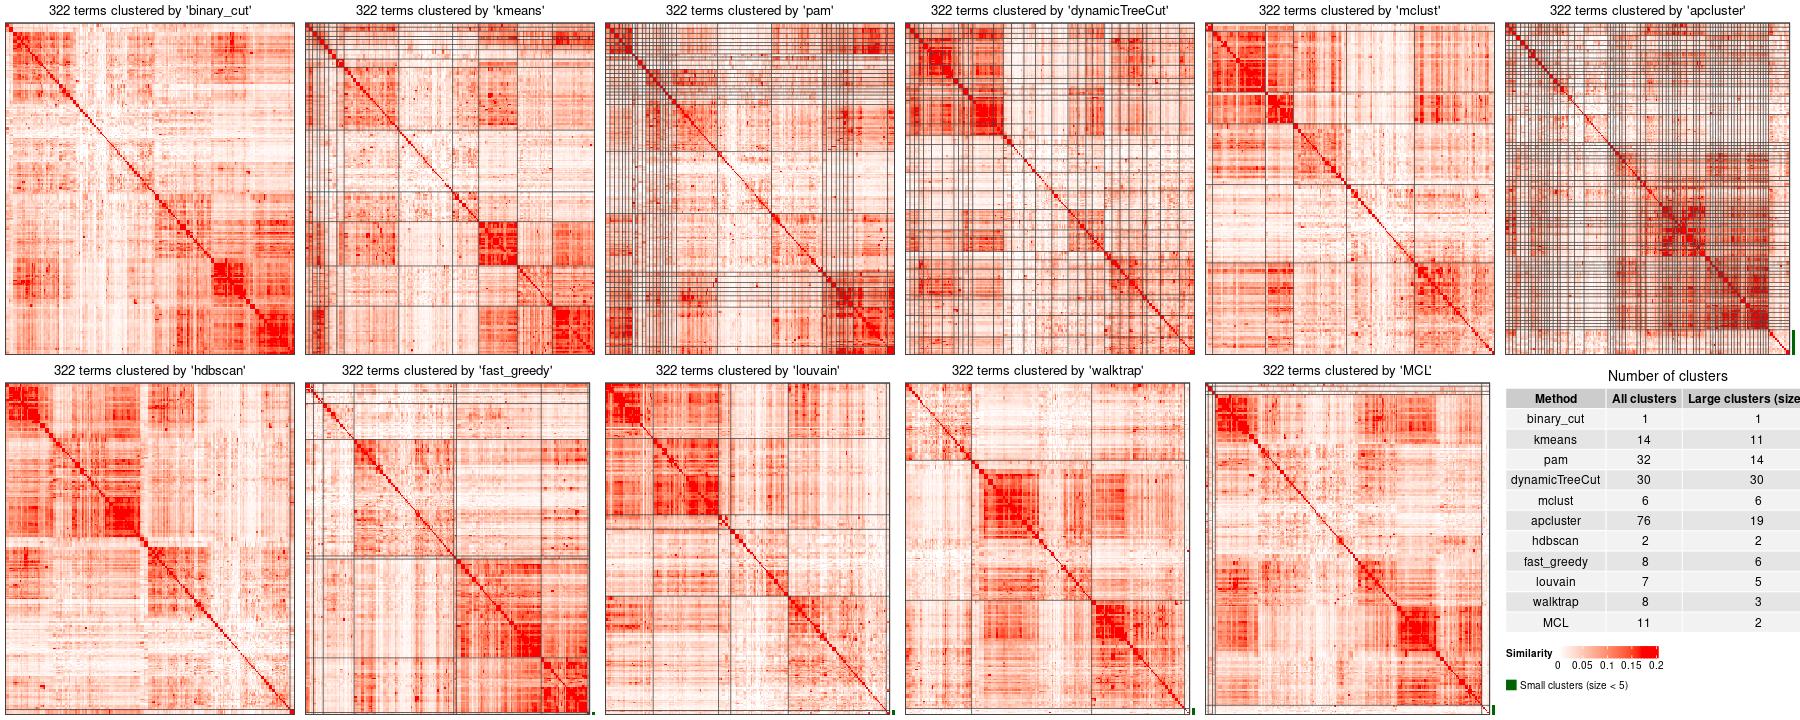 322 terms clustered by 'binary_cut'
322 terms clustered by 'kmeans'
322 terms clustered by 'pam'
322 terms clustered by 'dynamicTreeCut'
322 terms clustered by 'mclust'
322 terms clustered by 'apcluster'
322 terms clustered by 'hdbscan'
322 terms clustered by 'fast_greedy'
322 terms clustered by 'louvain'
322 terms clustered by 'walktrap'
322 terms clustered by 'MCL'
Number of clusters
Method All clusters Large clusters (size
binary_cut 1 1
kmeans 14 11
pam 32 14
dynamicTreeCut 30 30
mclust 6 6
apcluster 76 19
hdbscan 2 2
fast_greedy 8 6
louvain 7 5
walktrap 8 3
MCL 11 2
Similarity
0 0.05 0.1 0.15 0.2
Small clusters (size < 5)